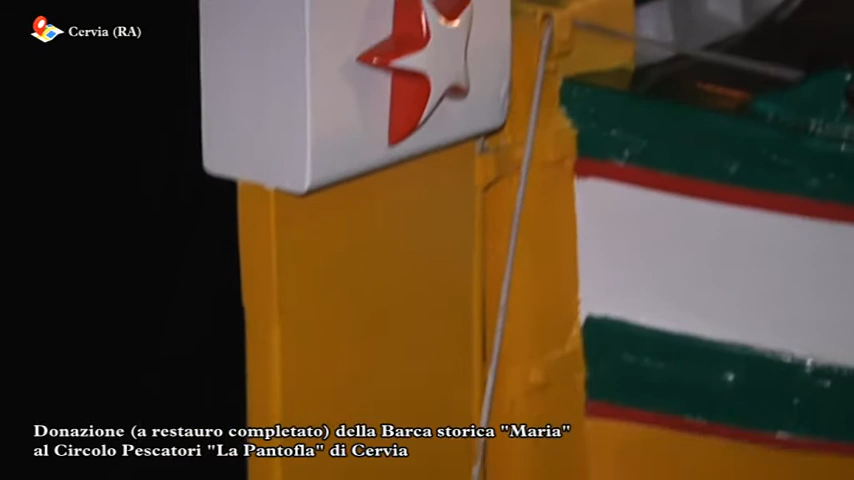 Cervia (RA)
Donazione (a restauro completato) della Barca storica "Maria"
al Circolo Pescatori "La Pantofla" di Cervia